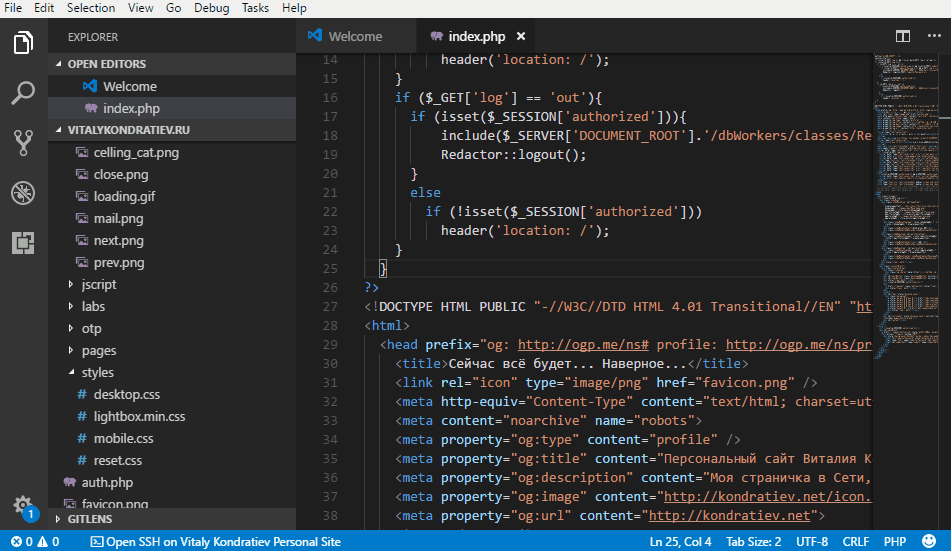 File Edit Selection View Go Debug Tasks Help
EXPLORER
OPEN EDITORS
Welcome
index.php
VITALYKONDRATIEV.RU
celling_cat.png
close.png
loading.gif
mail.png
next.png
prev.png
jscript
labs
otp
pages
styles
# desktop.css
# lightbox.min.css
# mobile.css
# reset.css
auth.php
favicon.png
GITLENS
1
Welcome index.php ×
14 header('location: /');
15 }
16 if ($_GET['log'] == 'out'){
17 if (isset($_SESSION['authorized'])){
18 include($_SERVER['DOCUMENT_ROOT'].'/dbWorkers/classes/Re
19 Redactor::logout();
20 }
21 else
22 if (!isset($_SESSION['authorized']))
23 header('location: /');
24 }
25 }
26 ?>
27 <!DOCTYPE HTML PUBLIC "-//W3C//DTD HTML 4.01 Transitional//EN" "ht
28 <html>
29 <head prefix="og: http://ogp.me/ns# profile: http://ogp.me/ns/pr
30 <title>Сейчас всё будет... Наверное...</title>
31 <link rel="icon" type="image/png" href="favicon.png" />
32 <meta http-equiv="Content-Type" content="text/html; charset=ut
33 <meta content="noarchive" name="robots">
34 <meta property="og:type" content="profile" />
35 <meta property="og:title" content="Персональный сайт Виталия К
36 <meta property="og:description" content="Моя страничка в Сети,
37 <meta property="og:image" content="http://kondratiev.net/icon.
38 <meta property="og:url" content="http://kondratiev.net">
0 0 Open SSH on Vitaly Kondratiev Personal Site Ln 25, Col 4 Tab Size: 2 UTF-8 CRLF PHP